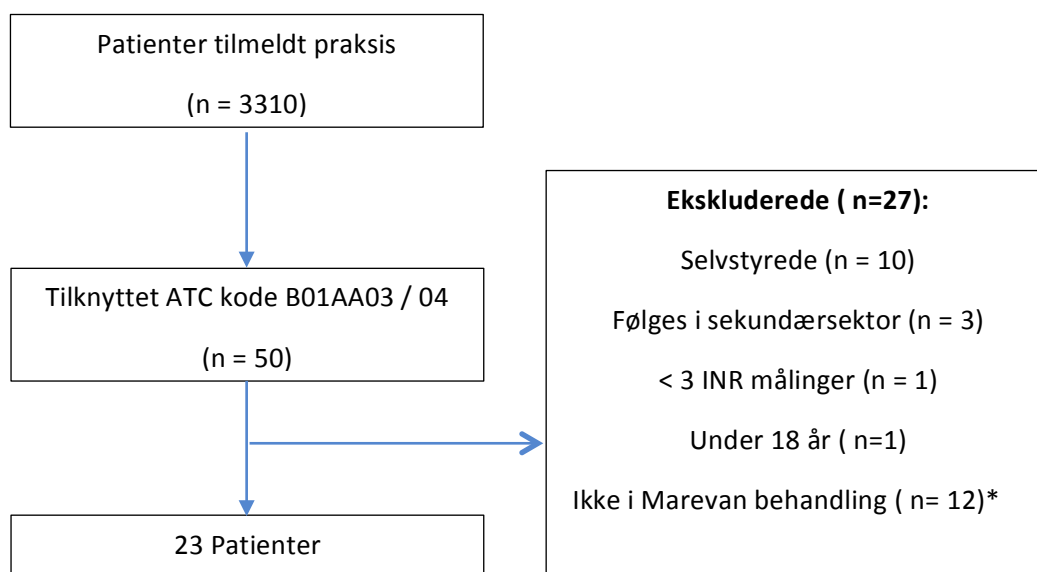 Patienter tilmeldt praksis
(n = 3310)
Tilknyttet ATC kode B01AA03 / 04
(n = 50)
Ekskluderede ( n=27):
Selvstyrede (n = 10)
Følges i sekundærsektor (n = 3)
< 3 INR målinger (n = 1)
Under 18 år ( n=1)
Ikke i Marevan behandling ( n= 12)*
23 Patienter